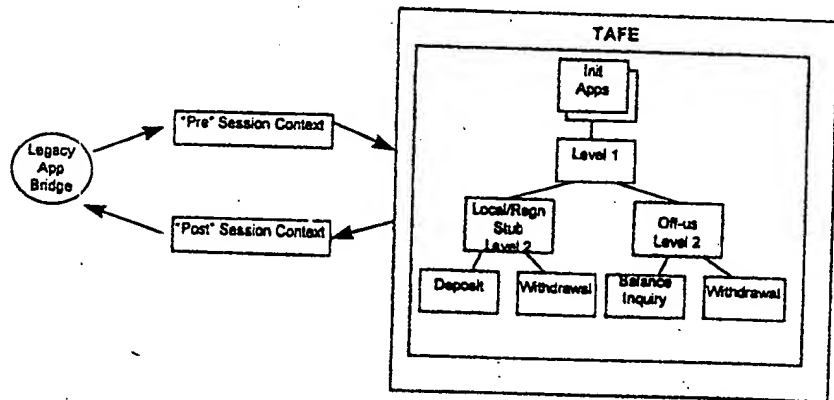 TAFE
Init
Apps
"Pre" Session Context
Legacy
App
Bridge
Level 1
"Post" Session Context
Local/Regn
Stub
Level 2
Off-us
Level 2
Deposit
Withdrawal
Balance
Inquiry
Withdrawal